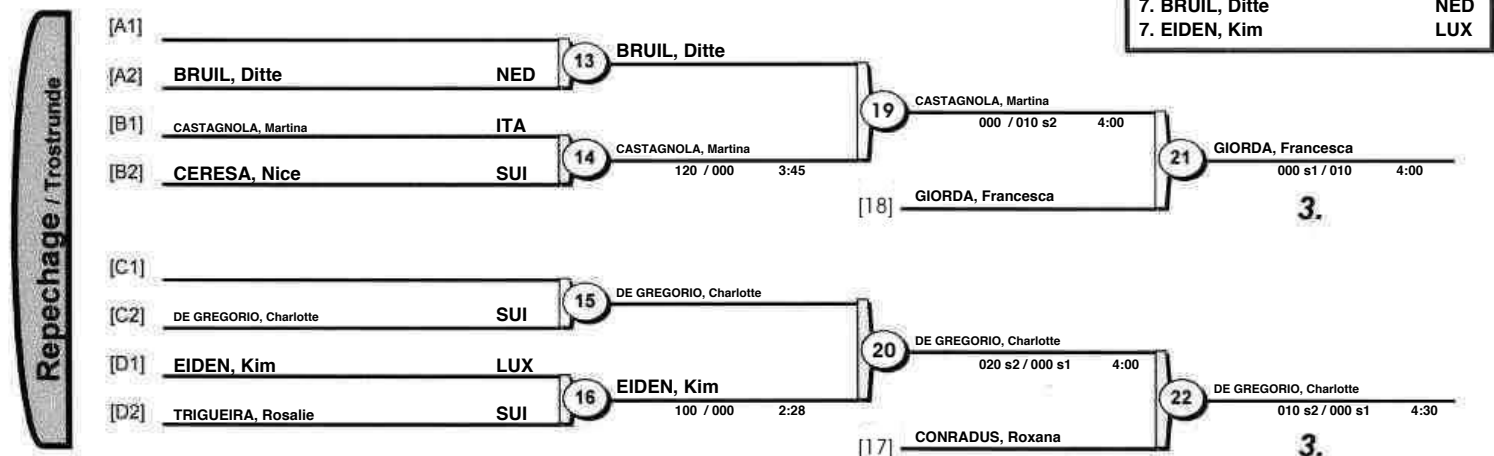 7. BRUIL, Ditte NED
7. EIDEN, Kim LUX
Repechage / Trostrunde
[A1]
[A2] BRUIL, Ditte NED
13 BRUIL, Ditte
[B1] CASTAGNOLA, Martina ITA
[B2] CERESA, Nice SUI
14 CASTAGNOLA, Martina
120 / 000 3:45
19 CASTAGNOLA, Martina
000 / 010 s2 4:00
[18] GIORDA, Francesca
21 GIORDA, Francesca
000 s1 / 010 4:00
3.
[C1]
[C2] DE GREGORIO, Charlotte SUI
15 DE GREGORIO, Charlotte
[D1] EIDEN, Kim LUX
[D2] TRIGUEIRA, Rosalie SUI
16 EIDEN, Kim
100 / 000 2:28
20 DE GREGORIO, Charlotte
020 s2 / 000 s1 4:00
[17] CONRADUS, Roxana
22 DE GREGORIO, Charlotte
010 s2 / 000 s1 4:30
3.